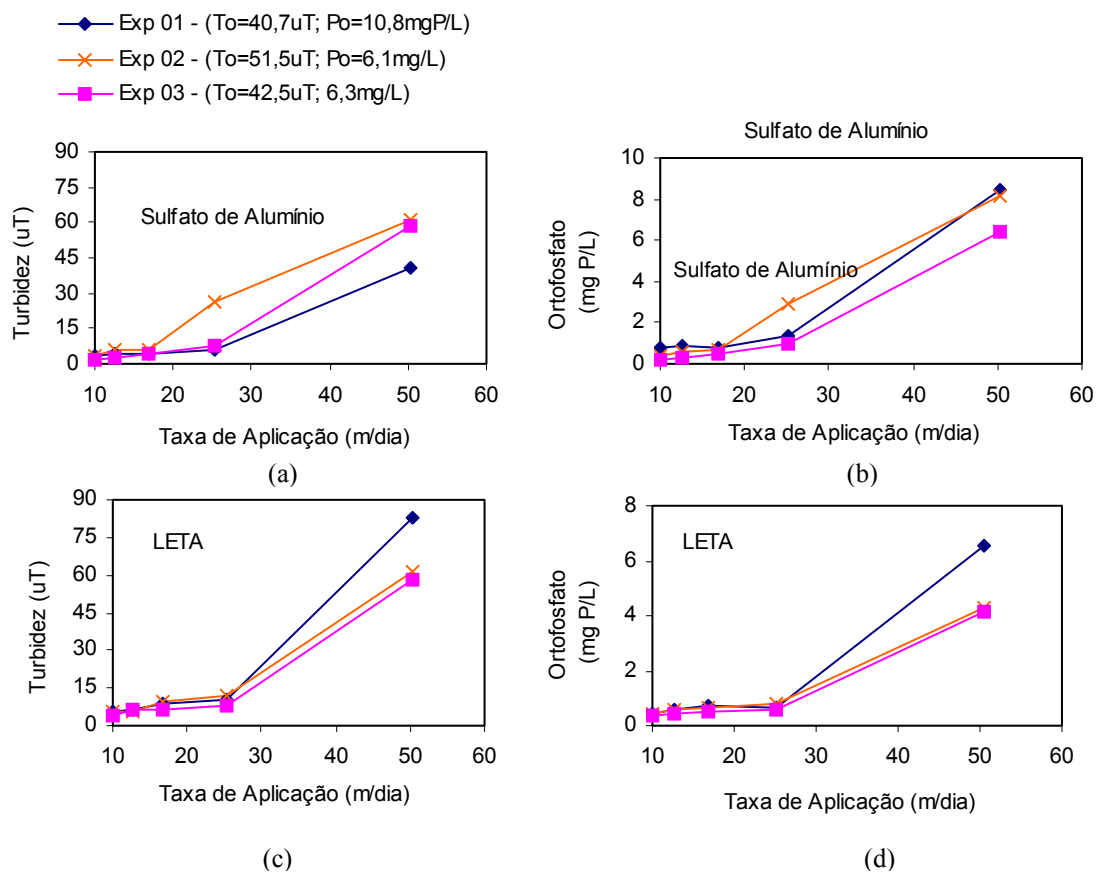 Exp 01 - (To=40,7uT; Po=10,8mgP/L)
Exp 02 - (To=51,5uT; Po=6,1mg/L)
Exp 03 - (To=42,5uT; 6,3mg/L)
90
75
60
45
30
15
0
Turbidez (uT)
Sulfato de Alumínio
10 20 30 40 50 60
Taxa de Aplicação (m/dia)
(a)
Sulfato de Alumínio
10
8
6
4
2
0
Ortofosfato
(mg P/L)
Sulfato de Alumínio
10 20 30 40 50 60
Taxa de Aplicação (m/dia)
(b)
90
75
60
45
30
15
0
Turbidez (uT)
LETA
10 20 30 40 50 60
Taxa de Aplicação (m/dia)
(c)
8
6
4
2
0
Ortofosfato
(mg P/L)
LETA
10 20 30 40 50 60
Taxa de Aplicação (m/dia)
(d)